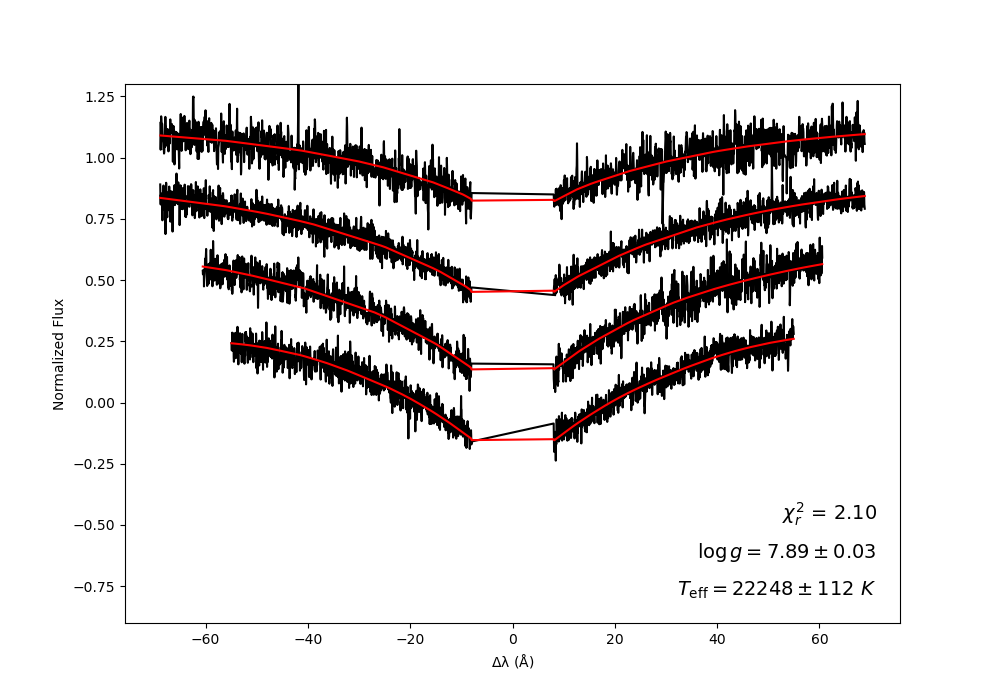 1.25
1.00
0.75
0.50
0.25
0.00
−0.25
−0.50
−0.75
Normalized Flux
χ²ᵣ = 2.10
log g = 7.89 ± 0.03
T_eff = 22248 ± 112 K
−60 −40 −20 0 20 40 60
Δλ (Å)